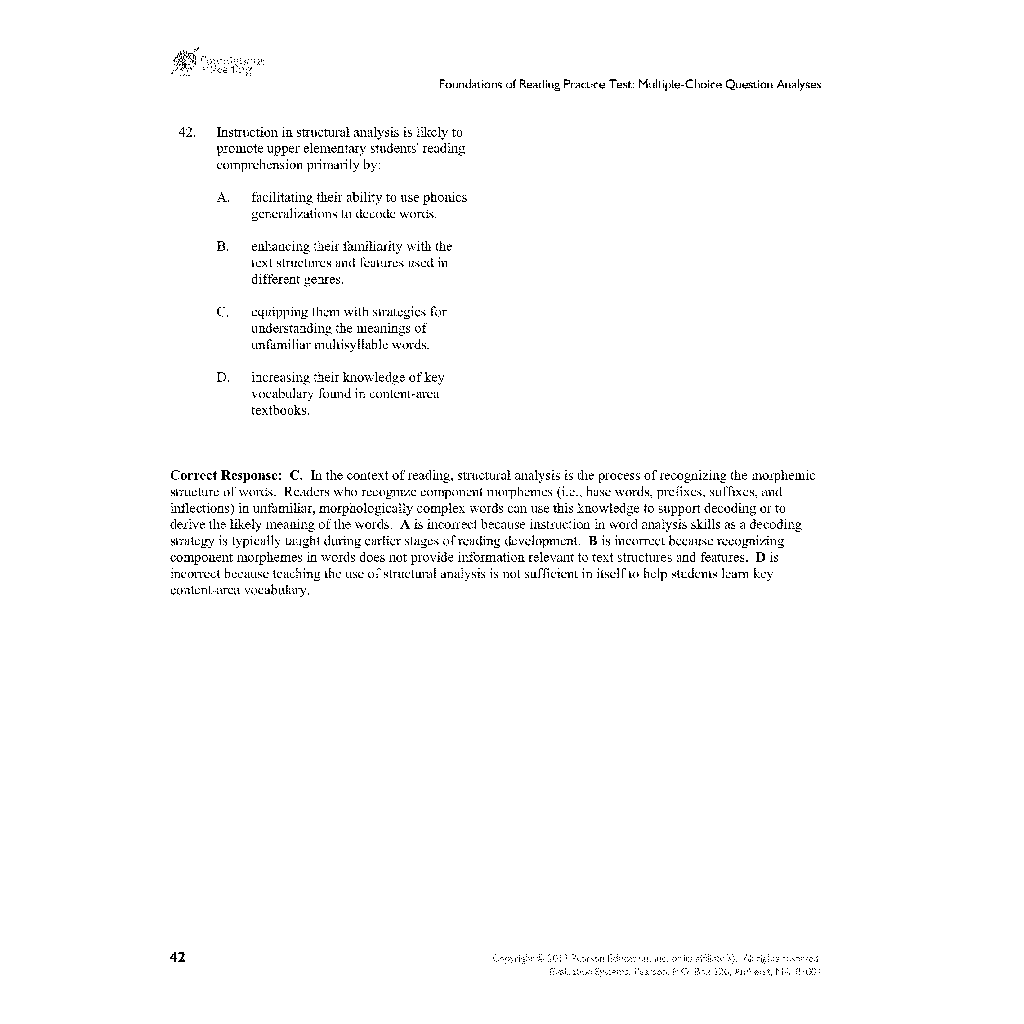 Foundations of Reading Practice Test: Multiple-Choice Question Analyses
42. Instruction in structural analysis is likely to
promote upper elementary students' reading
comprehension primarily by:
A. facilitating their ability to use phonics
generalizations to decode words.
B. enhancing their familiarity with the
text structures and features used in
different genres.
C. equipping them with strategies for
understanding the meanings of
unfamiliar multisyllable words.
D. increasing their knowledge of key
vocabulary found in content-area
textbooks.
Correct Response: C. In the context of reading, structural analysis is the process of recognizing the morphemic
structure of words. Readers who recognize component morphemes (i.e., base words, prefixes, suffixes, and
inflections) in unfamiliar, morphologically complex words can use this knowledge to support decoding or to
derive the likely meaning of the words. A is incorrect because instruction in word analysis skills as a decoding
strategy is typically taught during earlier stages of reading development. B is incorrect because recognizing
component morphemes in words does not provide information relevant to text structures and features. D is
incorrect because teaching the use of structural analysis is not sufficient in itself to help students learn key
content-area vocabulary.
42
Copyright © Pearson Education, Inc. or its affiliate(s). All rights reserved.
Evaluation Systems, Pearson, P.O. Box 226, Amherst, MA